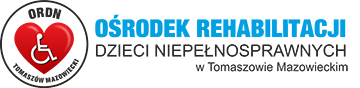 ORDN
TOMASZÓW MAZOWIECKI
OŚRODEK REHABILITACJI
DZIECI NIEPEŁNOSPRAWNYCH
w Tomaszowie Mazowieckim